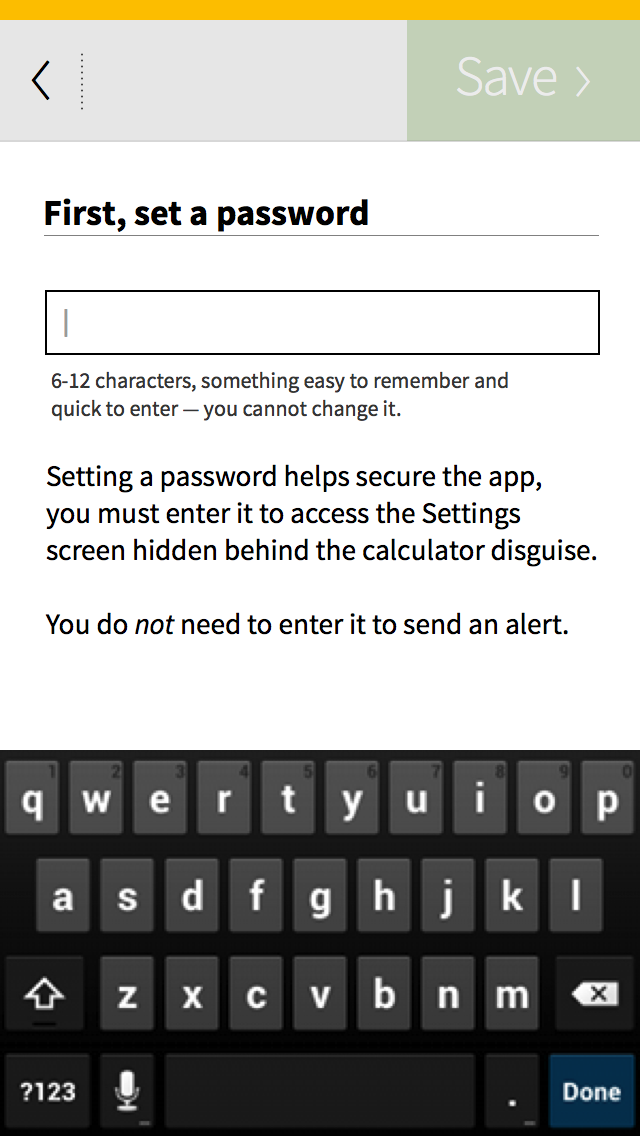 Save
First, set a password
6-12 characters, something easy to remember and
quick to enter — you cannot change it.
Setting a password helps secure the app,
you must enter it to access the Settings
screen hidden behind the calculator disguise.
You do not need to enter it to send an alert.
1 2 3 4 5 6 7 8 9 0
q w e r t y u i o p
a s d f g h j k l
z x c v b n m
?123 . Done